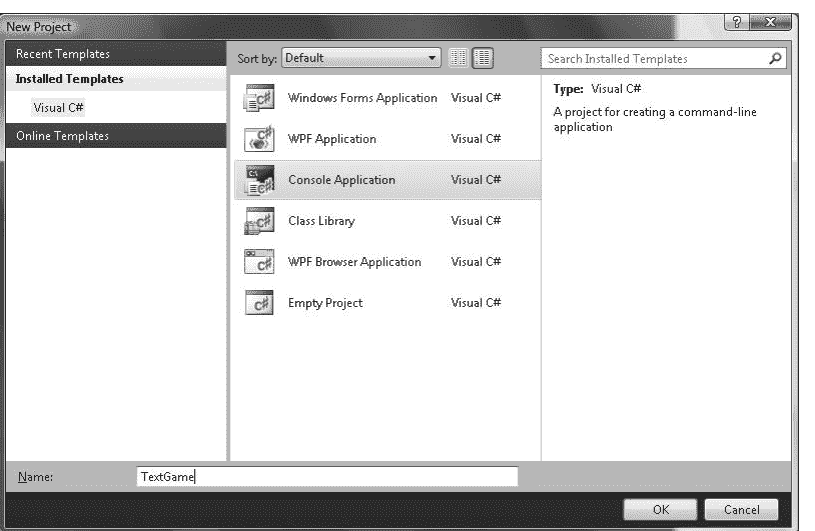 New Project
Recent Templates
Installed Templates
Visual C#
Online Templates
Sort by: Default
Search Installed Templates
Windows Forms Application Visual C#
WPF Application Visual C#
Console Application Visual C#
Class Library Visual C#
WPF Browser Application Visual C#
Empty Project Visual C#
Type: Visual C#
A project for creating a command-line
application
Name: TextGame
OK Cancel